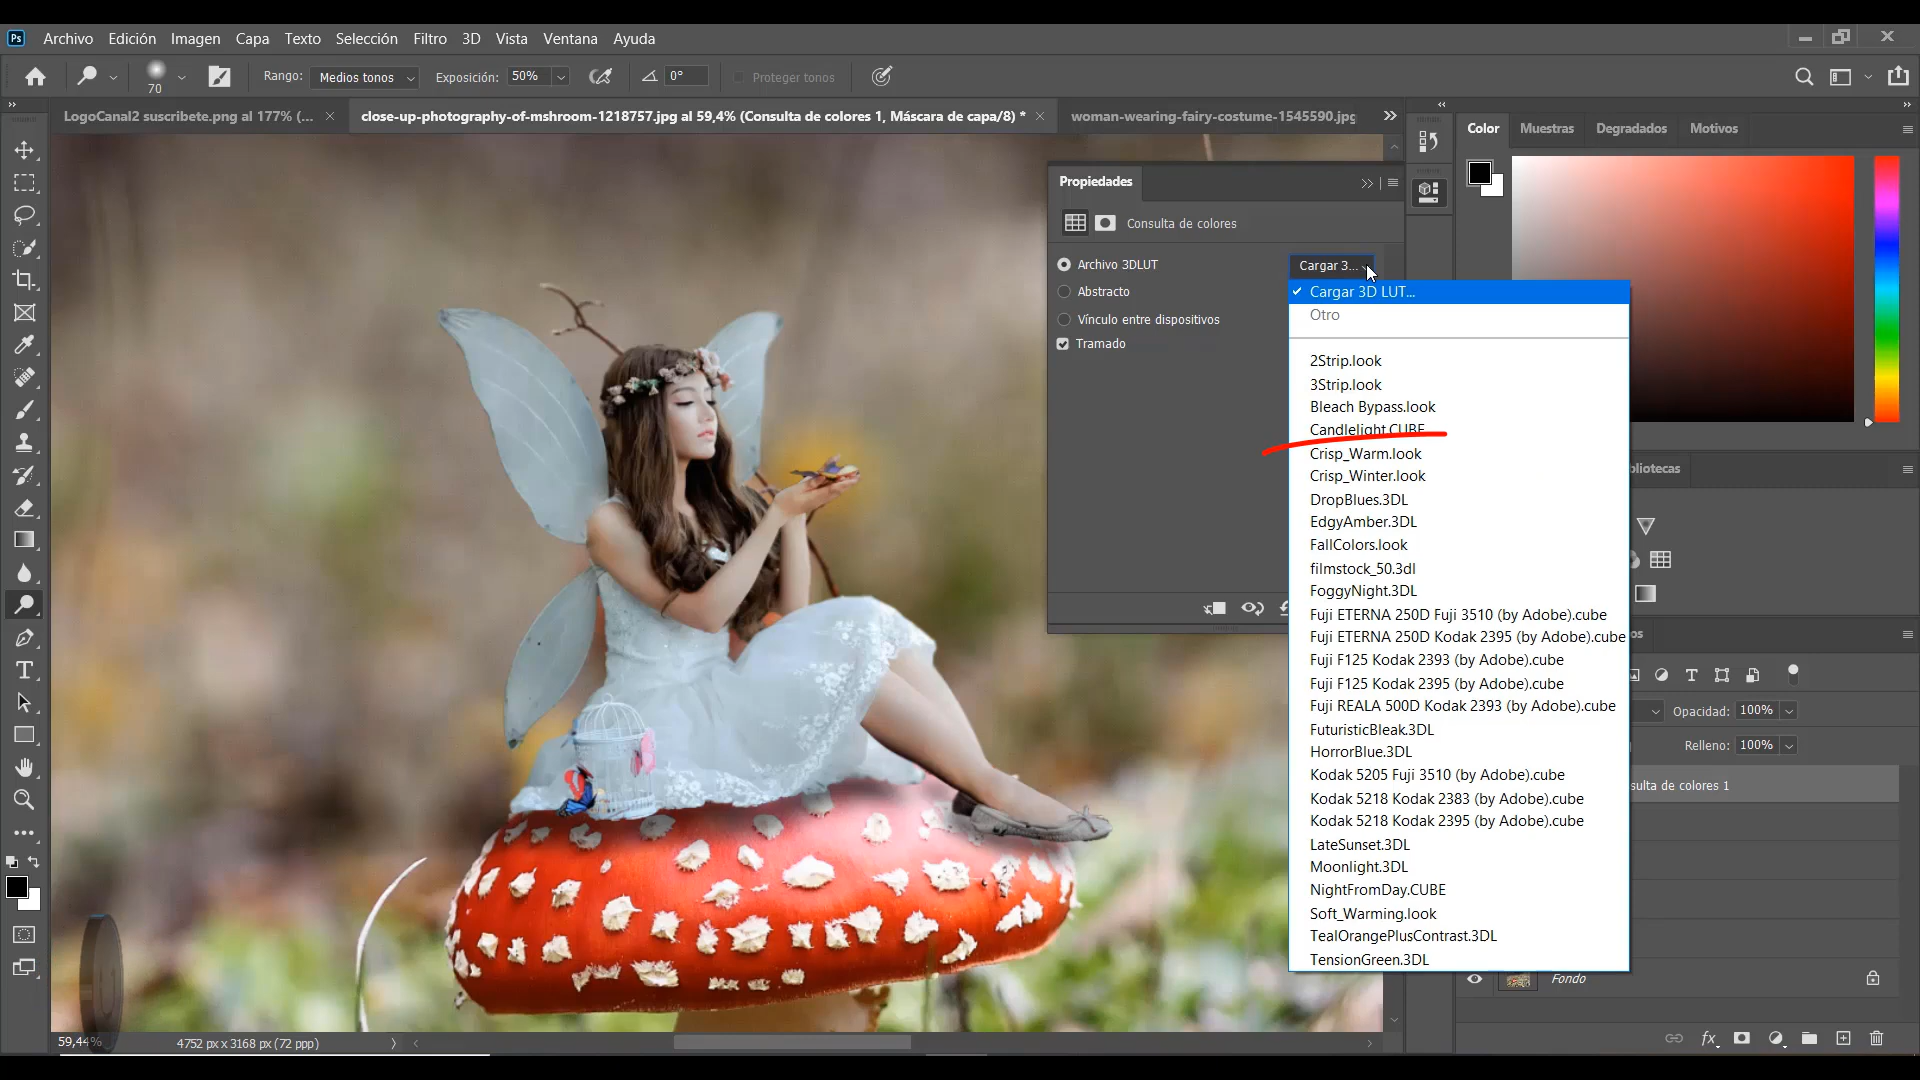 Ps Archivo Edición Imagen Capa Texto Selección Filtro 3D Vista Ventana Ayuda
70 Rango: Medios tonos Exposición: 50% 0° Proteger tonos
LogoCanal2 suscribete.png al 177% (... × close-up-photography-of-mshroom-1218757.jpg al 59,4% (Consulta de colores 1, Máscara de capa/8) * × woman-wearing-fairy-costume-1545590.jpg
Color Muestras Degradados Motivos
Propiedades
Consulta de colores
Archivo 3DLUT Cargar 3...
Abstracto
Vínculo entre dispositivos
Tramado
Cargar 3D LUT...
Otro
2Strip.look
3Strip.look
Bleach Bypass.look
Candlelight.CUBE
Crisp_Warm.look
Crisp_Winter.look
DropBlues.3DL
EdgyAmber.3DL
FallColors.look
filmstock_50.3dl
FoggyNight.3DL
Fuji ETERNA 250D Fuji 3510 (by Adobe).cube
Fuji ETERNA 250D Kodak 2395 (by Adobe).cube
Fuji F125 Kodak 2393 (by Adobe).cube
Fuji F125 Kodak 2395 (by Adobe).cube
Fuji REALA 500D Kodak 2393 (by Adobe).cube
FuturisticBleak.3DL
HorrorBlue.3DL
Kodak 5205 Fuji 3510 (by Adobe).cube
Kodak 5218 Kodak 2383 (by Adobe).cube
Kodak 5218 Kodak 2395 (by Adobe).cube
LateSunset.3DL
Moonlight.3DL
NightFromDay.CUBE
Soft_Warming.look
TealOrangePlusContrast.3DL
TensionGreen.3DL
bliotecas
os
Opacidad: 100%
Relleno: 100%
sulta de colores 1
Fondo
fx
59,44% 4752 px x 3168 px (72 ppp)